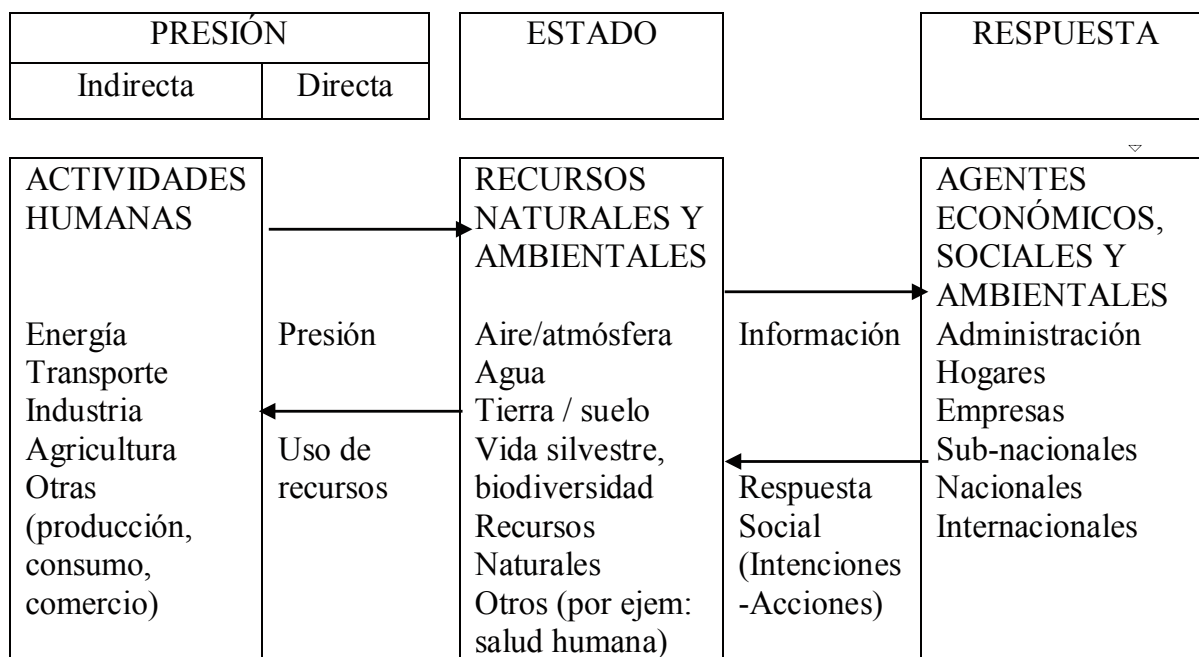 PRESIÓN
Indirecta
Directa
ESTADO
RESPUESTA
ACTIVIDADES
HUMANAS
Energía
Transporte
Industria
Agricultura
Otras
(producción,
consumo,
comercio)
Presión
Uso de
recursos
RECURSOS
NATURALES Y
AMBIENTALES
Aire/atmósfera
Agua
Tierra / suelo
Vida silvestre,
biodiversidad
Recursos
Naturales
Otros (por ejem:
salud humana)
Información
Respuesta
Social
(Intenciones
-Acciones)
AGENTES
ECONÓMICOS,
SOCIALES Y
AMBIENTALES
Administración
Hogares
Empresas
Sub-nacionales
Nacionales
Internacionales